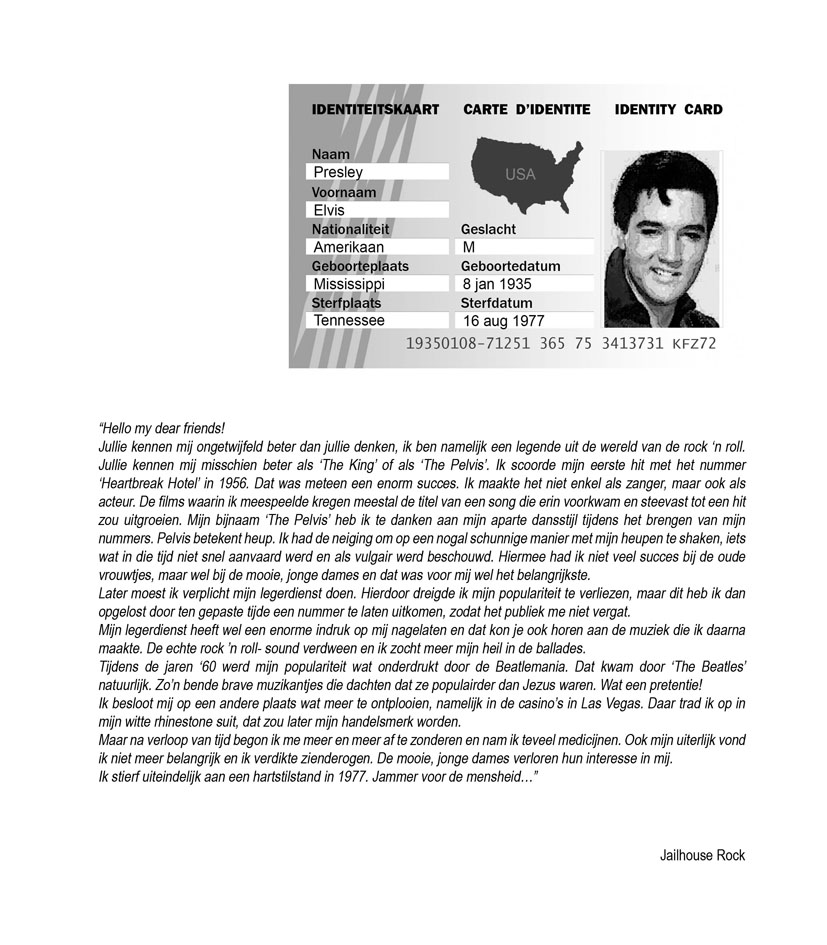 IDENTITEITSKAART CARTE D'IDENTITE IDENTITY CARD
Naam
Presley
USA
Voornaam
Elvis
Nationaliteit Geslacht
Amerikaan M
Geboorteplaats Geboortedatum
Mississippi 8 jan 1935
Sterfplaats Sterfdatum
Tennessee 16 aug 1977
19350108-71251 365 75 3413731 KFZ72
“Hello my dear friends!
Jullie kennen mij ongetwijfeld beter dan jullie denken, ik ben namelijk een legende uit de wereld van de rock ‘n roll.
Jullie kennen mij misschien beter als ‘The King’ of als ‘The Pelvis’. Ik scoorde mijn eerste hit met het nummer
‘Heartbreak Hotel’ in 1956. Dat was meteen een enorm succes. Ik maakte het niet enkel als zanger, maar ook als
acteur. De films waarin ik meespeelde kregen meestal de titel van een song die erin voorkwam en steevast tot een hit
zou uitgroeien. Mijn bijnaam ‘The Pelvis’ heb ik te danken aan mijn aparte dansstijl tijdens het brengen van mijn
nummers. Pelvis betekent heup. Ik had de neiging om op een nogal schunnige manier met mijn heupen te shaken, iets
wat in die tijd niet snel aanvaard werd en als vulgair werd beschouwd. Hiermee had ik niet veel succes bij de oude
vrouwtjes, maar wel bij de mooie, jonge dames en dat was voor mij wel het belangrijkste.
Later moest ik verplicht mijn legerdienst doen. Hierdoor dreigde ik mijn populariteit te verliezen, maar dit heb ik dan
opgelost door ten gepaste tijde een nummer te laten uitkomen, zodat het publiek me niet vergat.
Mijn legerdienst heeft wel een enorme indruk op mij nagelaten en dat kon je ook horen aan de muziek die ik daarna
maakte. De echte rock ’n roll- sound verdween en ik zocht meer mijn heil in de ballades.
Tijdens de jaren ‘60 werd mijn populariteit wat onderdrukt door de Beatlemania. Dat kwam door ‘The Beatles’
natuurlijk. Zo’n bende brave muzikantjes die dachten dat ze populairder dan Jezus waren. Wat een pretentie!
Ik besloot mij op een andere plaats wat meer te ontplooien, namelijk in de casino’s in Las Vegas. Daar trad ik op in
mijn witte rhinestone suit, dat zou later mijn handelsmerk worden.
Maar na verloop van tijd begon ik me meer en meer af te zonderen en nam ik teveel medicijnen. Ook mijn uiterlijk vond
ik niet meer belangrijk en ik verdikte zienderogen. De mooie, jonge dames verloren hun interesse in mij.
Ik stierf uiteindelijk aan een hartstilstand in 1977. Jammer voor de mensheid…”
Jailhouse Rock